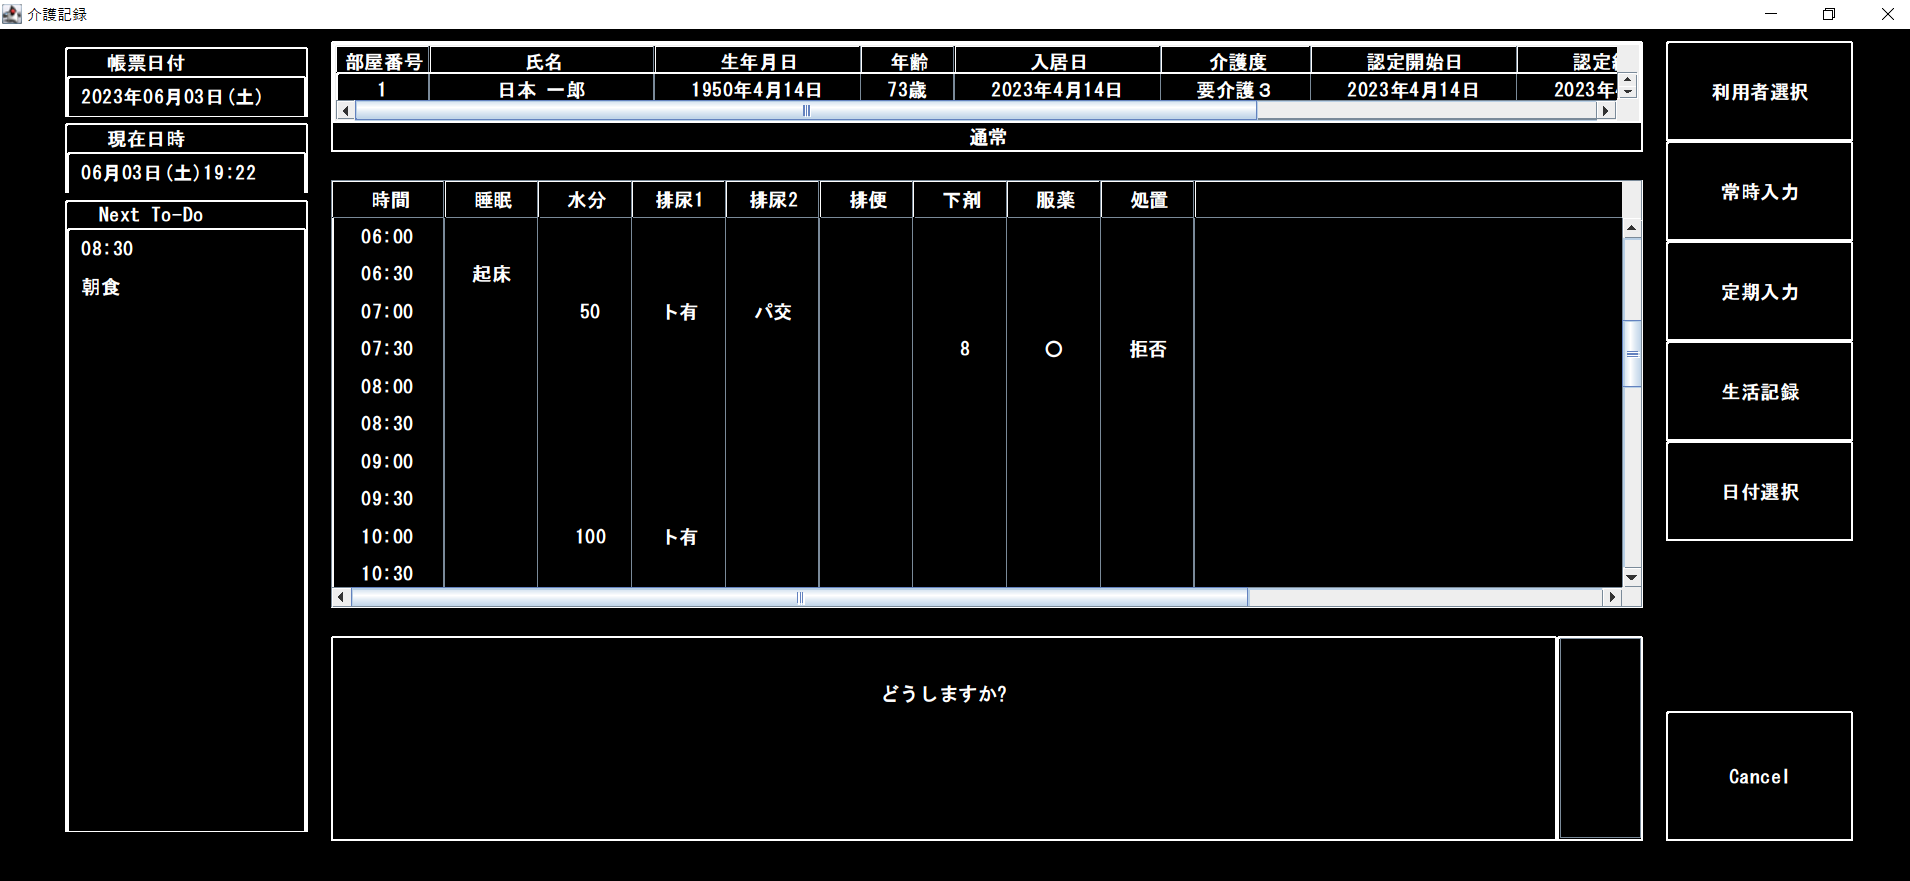 介護記録
帳票日付
2023年06月03日(土)
現在日時
06月03日(土)19:22
Next To-Do
08:30
朝食
部屋番号 氏名 生年月日 年齢 入居日 介護度 認定開始日 認定
1 日本 一郎 1950年4月14日 73歳 2023年4月14日 要介護３ 2023年4月14日 2023年
通常
時間 睡眠 水分 排尿1 排尿2 排便 下剤 服薬 処置
06:00
06:30 起床
07:00 50 ト有 パ交
07:30 8 〇 拒否
08:00
08:30
09:00
09:30
10:00 100 ト有
10:30
どうしますか?
利用者選択
常時入力
定期入力
生活記録
日付選択
Cancel